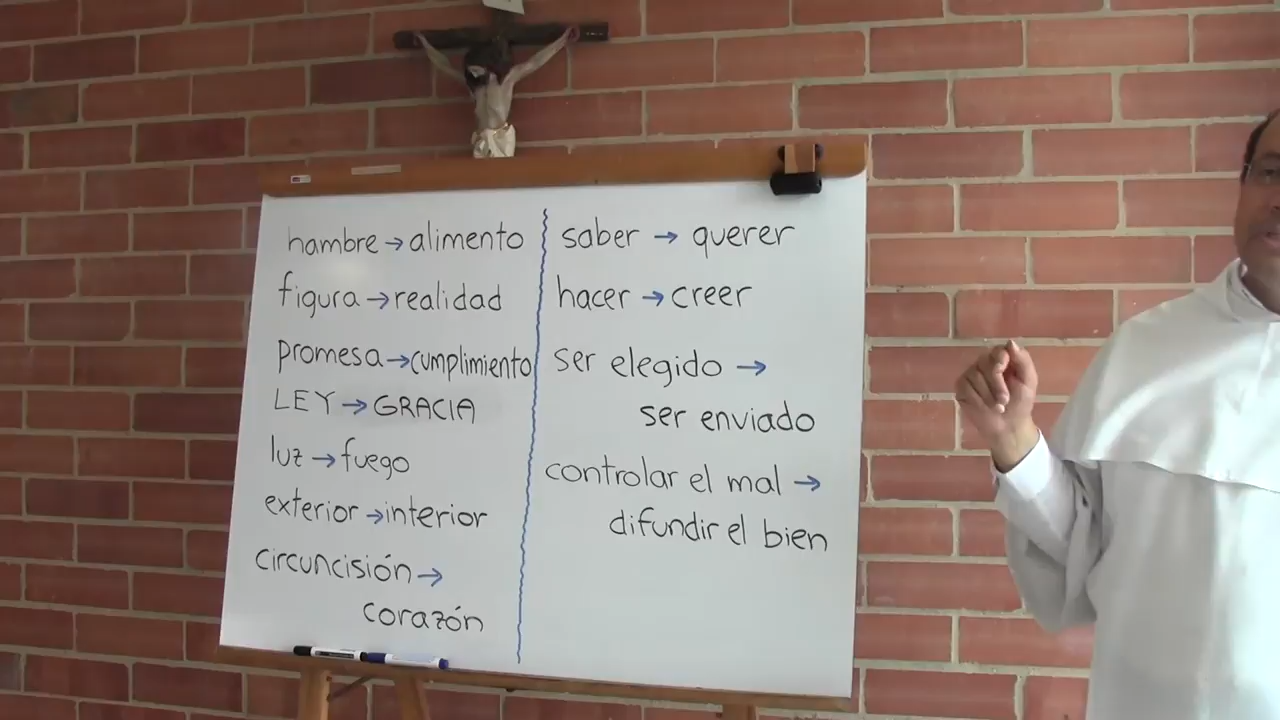 hambre → alimento
figura → realidad
promesa → cumplimiento
LEY → GRACIA
luz → fuego
exterior → interior
circuncisión →
corazón
saber → querer
hacer → creer
ser elegido →
ser enviado
controlar el mal →
difundir el bien